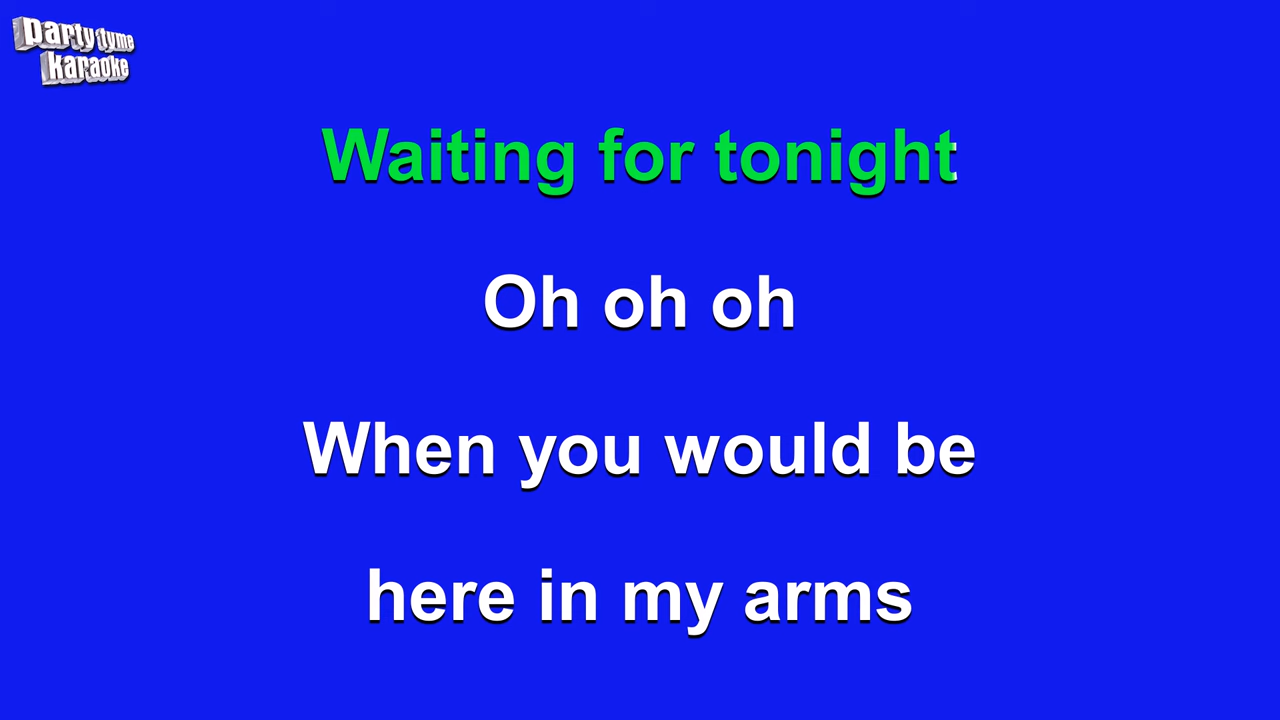 party tyme
karaoke
Waiting for tonight
Oh oh oh
When you would be
here in my arms